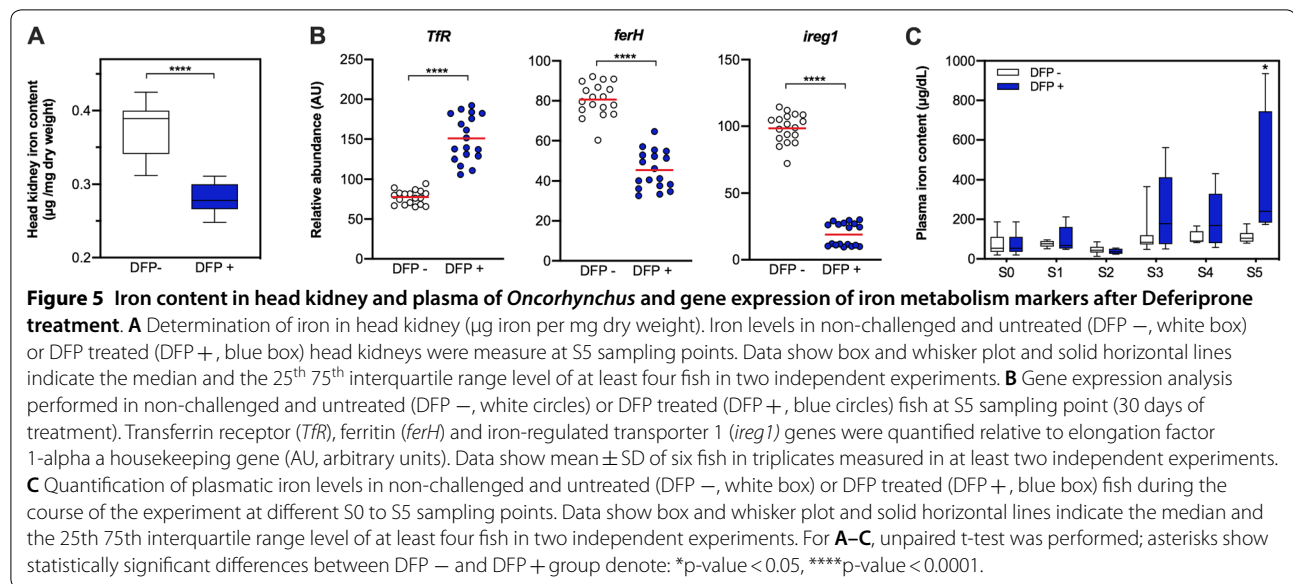 A
****
Head kidney iron content
(µg /mg dry weight)
0.4
0.3
0.2
DFP-
DFP +
B
TfR
****
Relative abundance (AU)
250
200
150
100
50
0
DFP -
DFP +
ferH
****
100
80
60
40
20
0
DFP -
DFP +
ireg1
****
150
100
50
0
DFP -
DFP +
C
Plasma iron content (µg/dL)
1000
800
600
400
200
0
DFP -
DFP +
*
S0
S1
S2
S3
S4
S5
Figure 5 Iron content in head kidney and plasma of Oncorhynchus and gene expression of iron metabolism markers after Deferiprone
treatment. A Determination of iron in head kidney (µg iron per mg dry weight). Iron levels in non-challenged and untreated (DFP −, white box)
or DFP treated (DFP +, blue box) head kidneys were measure at S5 sampling points. Data show box and whisker plot and solid horizontal lines
indicate the median and the 25th 75th interquartile range level of at least four fish in two independent experiments. B Gene expression analysis
performed in non-challenged and untreated (DFP −, white circles) or DFP treated (DFP +, blue circles) fish at S5 sampling point (30 days of
treatment). Transferrin receptor (TfR), ferritin (ferH) and iron-regulated transporter 1 (ireg1) genes were quantified relative to elongation factor
1-alpha a housekeeping gene (AU, arbitrary units). Data show mean ± SD of six fish in triplicates measured in at least two independent experiments.
C Quantification of plasmatic iron levels in non-challenged and untreated (DFP −, white box) or DFP treated (DFP +, blue box) fish during the
course of the experiment at different S0 to S5 sampling points. Data show box and whisker plot and solid horizontal lines indicate the median and
the 25th 75th interquartile range level of at least four fish in two independent experiments. For A–C, unpaired t-test was performed; asterisks show
statistically significant differences between DFP − and DFP + group denote: *p-value < 0.05, ****p-value < 0.0001.